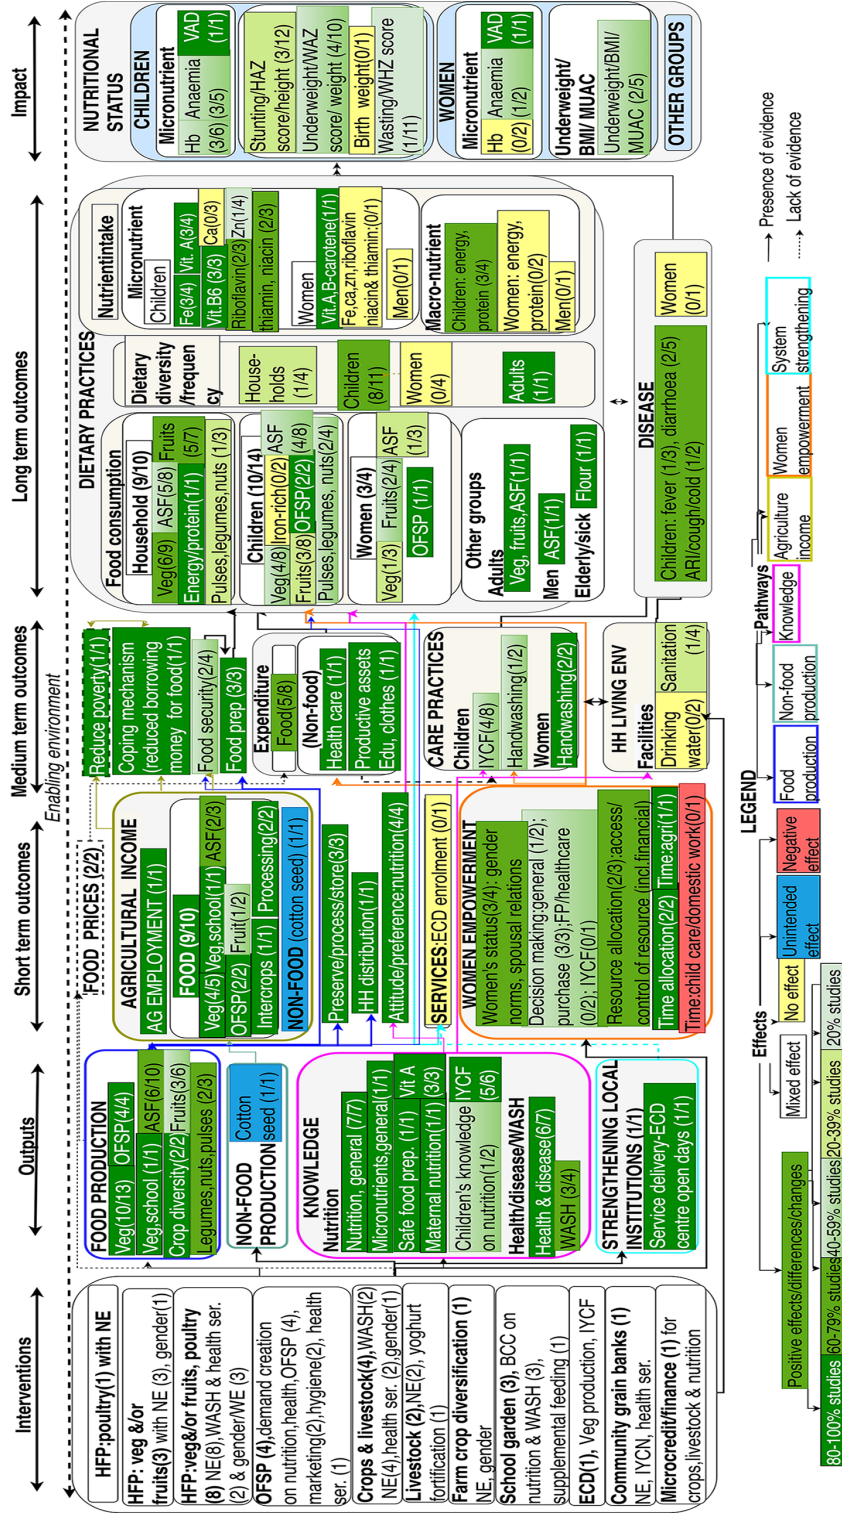 Interventions
Outputs
Short term outcomes
Medium term outcomes
Long term outcomes
Impact
Enabling environment
HFP:poultry(1) with NE
HFP: veg &/or
fruits(3) with NE (3), gender(1)
HFP:veg&/or fruits, poultry
(8) NE(8),WASH & health ser.
(2) & gender/WE (3)
OFSP (4),demand creation
on nutrition,health,OFSP (4),
marketing(2),hygiene(2), health
ser. (1)
Crops & livestock(4),WASH(2)
NE(4),health ser. (2),gender(1)
Livestock (2),NE(2), yoghurt
fortification (1)
Farm crop diversification (1)
NE, gender
School garden (3), BCC on
nutrition & WASH (3),
supplemental feeding (1)
ECD(1), Veg production, IYCF
Community grain banks (1)
NE, IYCN, health ser.
Microcredit/finance (1) for
crops,livestock & nutrition
FOOD PRODUCTION
Veg(10/13) OFSP(4/4)
Veg,school (1/1) ASF(6/10)
Crop diversity(2/2) Fruits(3/6)
Legumes,nuts,pulses (2/3)
NON-FOOD
PRODUCTION
Cotton
seed (1/1)
KNOWLEDGE
Nutrition
Nutrition, general (7/7)
Micronutrients,general(1/1)
Safe food prep. (1/1) Vit A
Maternal nutrition(1/1) (3/3)
Children's knowledge
on nutrition(1/2)
IYCF
(5/6)
Health/disease/WASH
Health & disease(6/7)
WASH (3/4)
STRENGTHENING LOCAL
INSTITUTIONS (1/1)
Service delivery-ECD
centre open days (1/1)
FOOD PRICES (2/2)
AGRICULTURAL INCOME
AG EMPLOYMENT (1/1)
FOOD (9/10)
Veg(4/5) Veg,school(1/1) ASF(2/3)
OFSP(2/2) Fruit(1/2)
Intercrops (1/1) Processing(2/2)
NON-FOOD (cotton seed) (1/1)
Preserve/process/store(3/3)
HH distribution(1/1)
Attitude/preference:nutrition(4/4)
SERVICES:ECD enrolment (0/1)
WOMEN EMPOWERMENT
Women's status(3/4): gender
norms, spousal relations
Decision making:general (1/2);
purchase (3/3);FP/healthcare
(0/2); IYCF(0/1)
Resource allocation(2/3):access/
control of resource (incl.financial)
Time allocation(2/2) Time:agri(1/1)
Time:child care/domestic work(0/1)
Reduce poverty(1/1)
Coping mechanism
(reduced borrowing
money for food(1/1)
Food security(2/4)
Food prep (3/3)
Expenditure
Food(5/8)
(Non-food)
Health care (1/1)
Productive assets
Edu, clothes (1/1)
CARE PRACTICES
Children
IYCF(4/8)
Handwashing(1/2)
Women
Handwashing(2/2)
HH LIVING ENV
Facilities
Drinking
water(0/2)
Sanitation
(1/4)
DIETARY PRACTICES
Food consumption
Household (9/10)
Veg(6/9) ASF(5/8) Fruits
(5/7)
Energy/protein(1/1)
Pulses,legumes,nuts (1/3)
Children (10/14)
Veg(4/8) Iron-rich(0/2) ASF
Fruits(3/8) OFSP(2/2) (4/8)
Pulses, legumes, nuts(2/4)
Women (3/4)
Veg(1/3) Fruits(2/4) ASF
(1/3)
OFSP (1/1)
Other groups
Adults
Veg, fruits,ASF(1/1)
Men ASF(1/1)
Elderly/sick Flour (1/1)
Dietary
diversity
/frequen
cy
House-
holds
(1/4)
Children
(8/11)
Women
(0/4)
Adults
(1/1)
Nutrientintake
Micronutrient
Children
Fe(3/4) Vit. A(3/4)
Vit.B6 (3/3) Ca(0/3)
Riboflavin(2/3) Zn(1/4)
thiamin, niacin (2/3)
Women
Vit.A,B-carotene(1/1)
Fe,ca,zn,riboflavin
niacin& thiamin:(0/1)
Men(0/1)
Macro-nutrient
Children: energy,
protein (3/4)
Women: energy,
protein(0/2)
Men(0/1)
DISEASE
Children: fever (1/3), diarrhoea (2/5)
ARI/cough/cold (1/2)
Women
(0/1)
NUTRITIONAL
STATUS
CHILDREN
Micronutrient
Hb Anaemia VAD
(3/6) (3/5) (1/1)
Stunting/HAZ
score/height (3/12)
Underweight/WAZ
score/ weight (4/10)
Birth weight(0/1)
Wasting/WHZ score
(1/11)
WOMEN
Micronutrient
Hb Anaemia VAD
(0/2) (1/2) (1/1)
Underweight/
BMI/ MUAC
Underweight/BMI/
MUAC (2/5)
OTHER GROUPS
LEGEND
Effects
Positive effects/differences/changes
Mixed effect
No effect
Unintended
effect
Negative
effect
80-100% studies
60-79% studies
40-59% studies
20-39% studies
20% studies
Pathways
Food
production
Non-food
production
Knowledge
Agriculture
income
Women
empowerment
System
strengthening
Presence of evidence
Lack of evidence